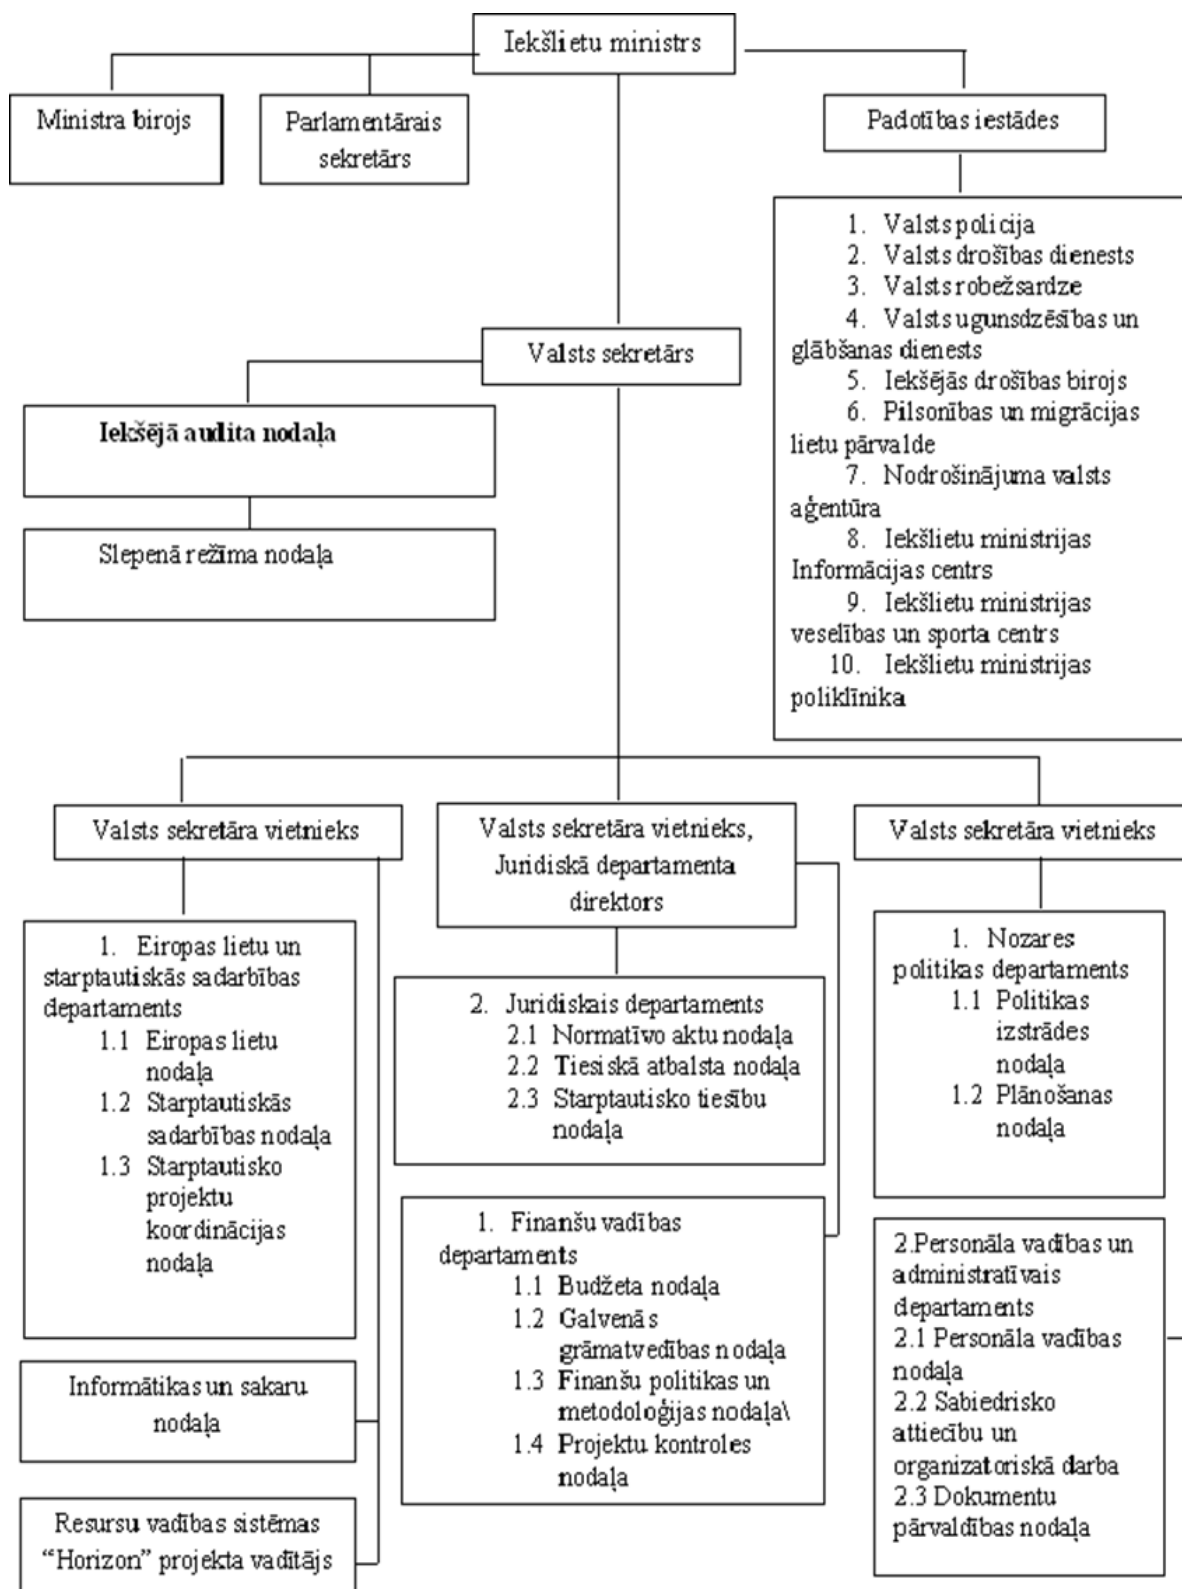 Iekšlietu ministrs
Ministra birojs
Parlamentārais
sekretārs
Padotības iestādes
1. Valsts policija
2. Valsts drošības dienests
3. Valsts robežsardze
4. Valsts ugunsdzēsības un
glābšanas dienests
5. Iekšējās drošības birojs
6. Pilsonības un migrācijas
lietu pārvalde
7. Nodrošinājuma valsts
aģentūra
8. Iekšlietu ministrijas
Informācijas centrs
9. Iekšlietu ministrijas
veselības un sporta centrs
10. Iekšlietu ministrijas
poliklīnika
Valsts sekretārs
Iekšējā audita nodaļa
Slepenā režīma nodaļa
Valsts sekretāra vietnieks
1. Eiropas lietu un
starptautiskās sadarbības
departaments
1.1 Eiropas lietu
nodaļa
1.2 Starptautiskās
sadarbības nodaļa
1.3 Starptautisko
projektu
koordinācijas
nodaļa
Informātikas un sakaru
nodaļa
Resursu vadības sistēmas
“Horizon” projekta vadītājs
Valsts sekretāra vietnieks,
Juridiskā departamenta
direktors
2. Juridiskais departaments
2.1 Normatīvo aktu nodaļa
2.2 Tiesiskā atbalsta nodaļa
2.3 Starptautisko tiesību
nodaļa
1. Finanšu vadības
departaments
1.1 Budžeta nodaļa
1.2 Galvenās
grāmatvedības nodaļa
1.3 Finanšu politikas un
metodoloģijas nodaļa\
1.4 Projektu kontroles
nodaļa
Valsts sekretāra vietnieks
1. Nozares
politikas departaments
1.1 Politikas
izstrādes
nodaļa
1.2 Plānošanas
nodaļa
2.Personāla vadības un
administratīvais
departaments
2.1 Personāla vadības
nodaļa
2.2 Sabiedrisko
attiecību un
organizatoriskā darba
2.3 Dokumentu
pārvaldības nodaļa